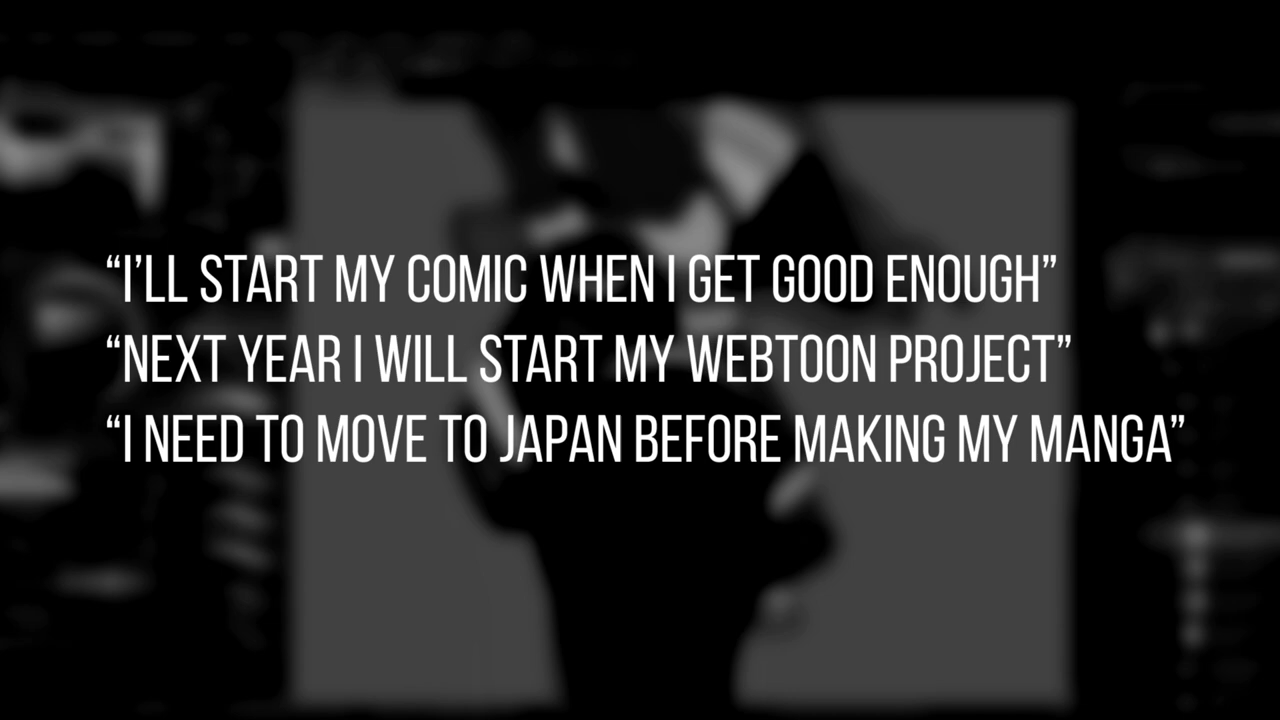 “I’LL START MY COMIC WHEN I GET GOOD ENOUGH”
“NEXT YEAR I WILL START MY WEBTOON PROJECT”
“I NEED TO MOVE TO JAPAN BEFORE MAKING MY MANGA”